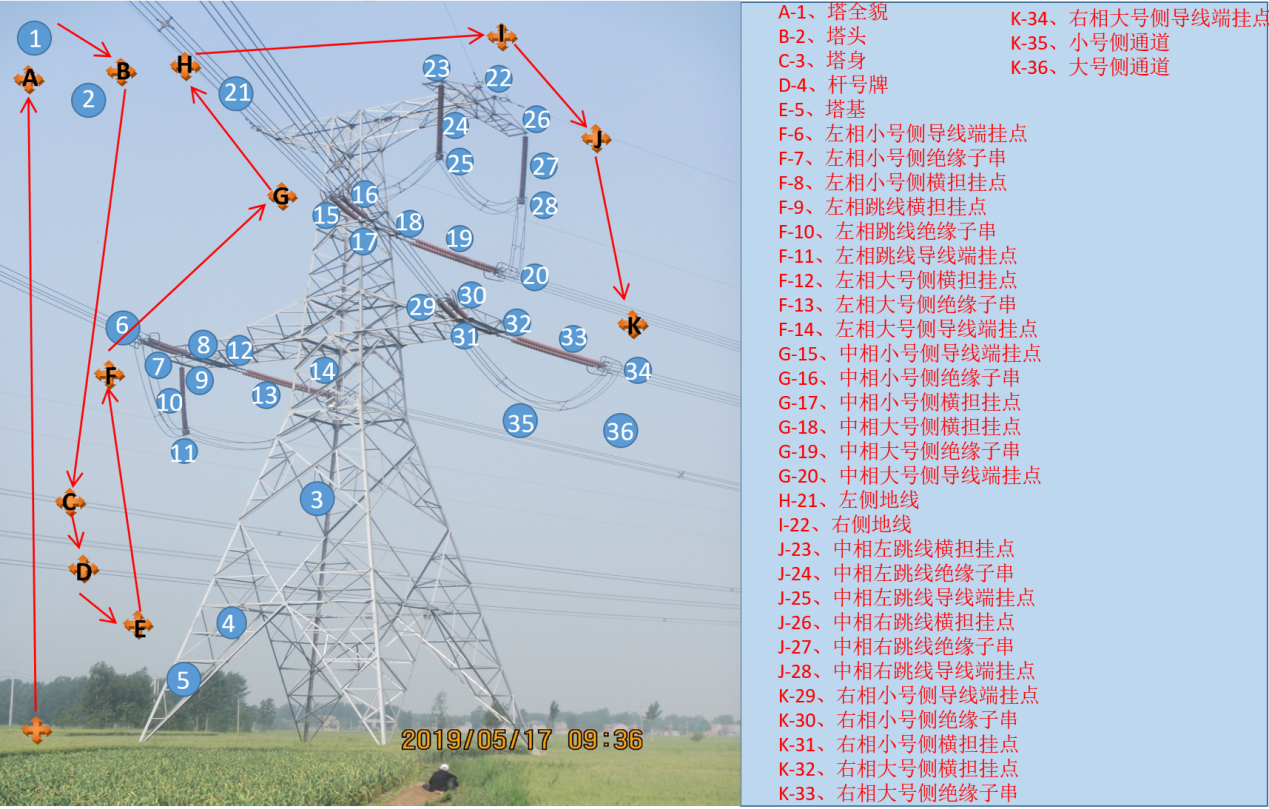 1
A
B
2
H
21
I
23
22
24
26
J
25
27
G
16
28
15
18
17
19
20
29
30
K
6
8
12
31
32
33
7
F
9
14
34
10
13
35
36
11
C
3
D
E
4
5
2019/05/17 09:36
A-1、塔全貌
B-2、塔头
C-3、塔身
D-4、杆号牌
E-5、塔基
F-6、左相小号侧导线端挂点
F-7、左相小号侧绝缘子串
F-8、左相小号侧横担挂点
F-9、左相跳线横担挂点
F-10、左相跳线绝缘子串
F-11、左相跳线导线端挂点
F-12、左相大号侧横担挂点
F-13、左相大号侧绝缘子串
F-14、左相大号侧导线端挂点
G-15、中相小号侧导线端挂点
G-16、中相小号侧绝缘子串
G-17、中相小号侧横担挂点
G-18、中相大号侧横担挂点
G-19、中相大号侧绝缘子串
G-20、中相大号侧导线端挂点
H-21、左侧地线
I-22、右侧地线
J-23、中相左跳线横担挂点
J-24、中相左跳线绝缘子串
J-25、中相左跳线导线端挂点
J-26、中相右跳线横担挂点
J-27、中相右跳线绝缘子串
J-28、中相右跳线导线端挂点
K-29、右相小号侧导线端挂点
K-30、右相小号侧绝缘子串
K-31、右相小号侧横担挂点
K-32、右相大号侧横担挂点
K-33、右相大号侧绝缘子串
K-34、右相大号侧导线端挂点
K-35、小号侧通道
K-36、大号侧通道